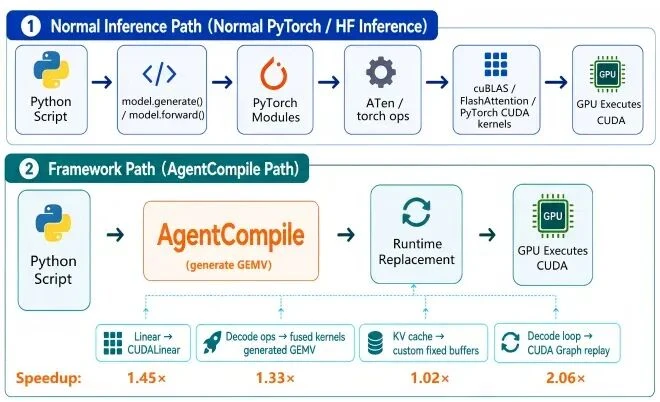 1 Normal Inference Path (Normal PyTorch / HF Inference)
Python
Script
</>
model.generate()
/ model.forward()
PyTorch
Modules
ATen /
torch ops
cuBLAS /
FlashAttention /
PyTorch CUDA
kernels
GPU
GPU Executes
CUDA
2 Framework Path (AgentCompile Path)
Python
Script
AgentCompile
(generate GEMV)
Runtime
Replacement
GPU
GPU Executes
CUDA
Linear →
CUDALinear
Decode ops → fused kernels
generated GEMV
KV cache →
custom fixed buffers
Decode loop →
CUDA Graph replay
Speedup: 1.45× 1.33× 1.02× 2.06×